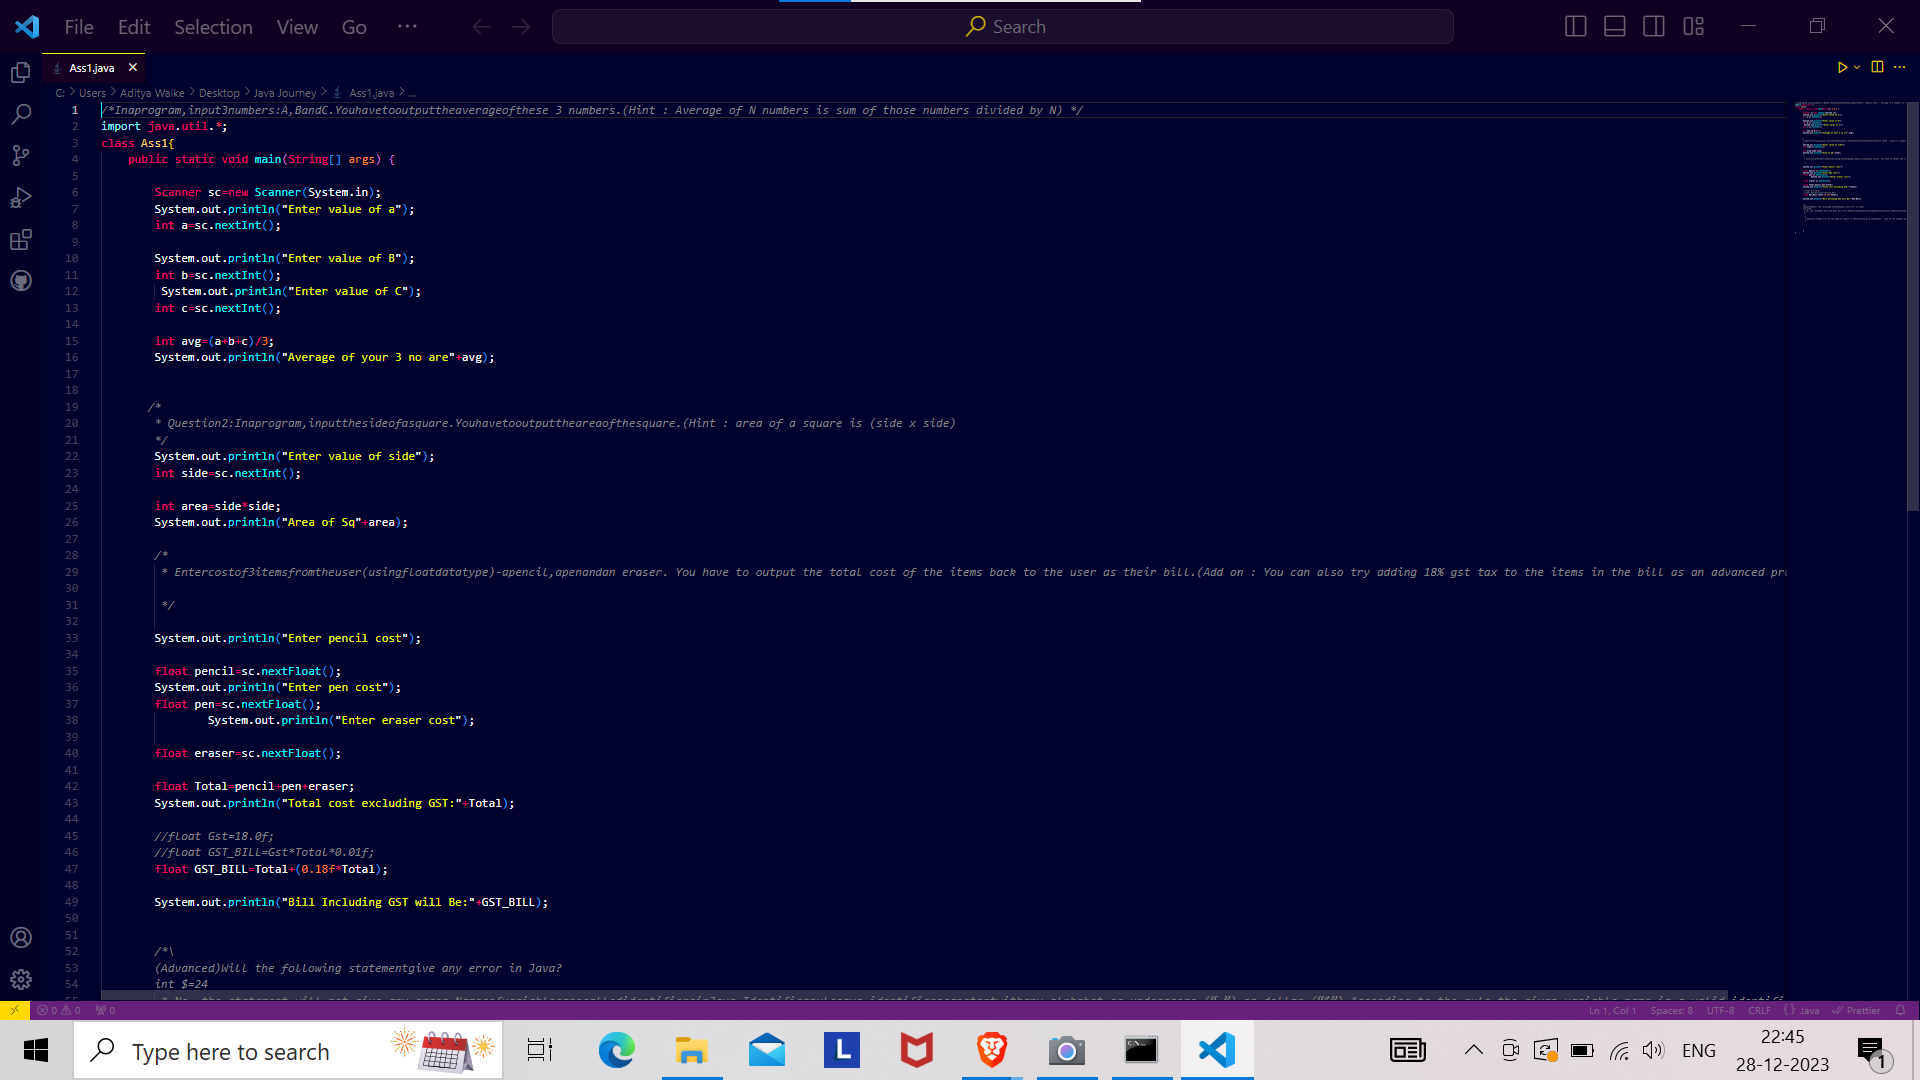 File Edit Selection View Go ··· Search
Ass1.java
C: > Users > Aditya Walke > Desktop > Java Journey > Ass1.java > ...
1 /*Inaprogram,input3numbers:A,BandC.Youhavetooutputtheaverageofthese 3 numbers.(Hint : Average of N numbers is sum of those numbers divided by N) */
2 import java.util.*;
3 class Ass1{
4 public static void main(String[] args) {
5
6 Scanner sc=new Scanner(System.in);
7 System.out.println("Enter value of a");
8 int a=sc.nextInt();
9
10 System.out.println("Enter value of B");
11 int b=sc.nextInt();
12 System.out.println("Enter value of C");
13 int c=sc.nextInt();
14
15 int avg=(a+b+c)/3;
16 System.out.println("Average of your 3 no are"+avg);
17
18
19 /*
20 * Question2:Inaprogram,inputthesideofasquare.Youhavetooutputtheareaofthesquare.(Hint : area of a square is (side x side)
21 */
22 System.out.println("Enter value of side");
23 int side=sc.nextInt();
24
25 int area=side*side;
26 System.out.println("Area of Sq"+area);
27
28 /*
29 * Entercostof3itemsfromtheuser(usingfloatdatatype)-apencil,apenandan eraser. You have to output the total cost of the items back to the user as their bill.(Add on : You can also try adding 18% gst tax to the items in the bill as an advanced pr
30
31 */
32
33 System.out.println("Enter pencil cost");
34
35 float pencil=sc.nextFloat();
36 System.out.println("Enter pen cost");
37 float pen=sc.nextFloat();
38 System.out.println("Enter eraser cost");
39
40 float eraser=sc.nextFloat();
41
42 float Total=pencil+pen+eraser;
43 System.out.println("Total cost excluding GST:"+Total);
44
45 //float Gst=18.0f;
46 //float GST_BILL=Gst*Total*0.01f;
47 float GST_BILL=Total+(0.18f*Total);
48
49 System.out.println("Bill Including GST will Be:"+GST_BILL);
50
51
52 /*\
53 (Advanced)Will the following statementgive any error in Java?
54 int $=24
0 0 0 Ln 1, Col 1 Spaces: 8 UTF-8 CRLF {} Java Prettier
Type here to search L ENG 22:45
28-12-2023 1